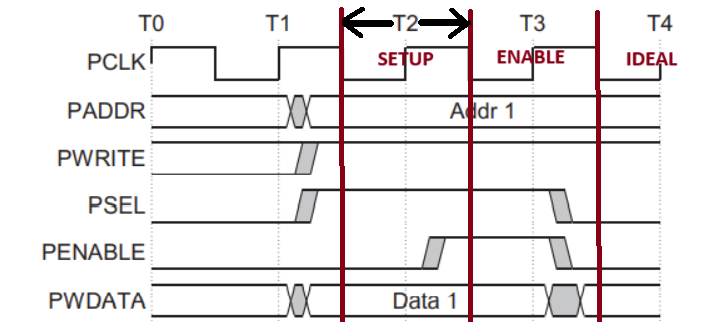 T0 T1 T2 T3 T4
PCLK SETUP ENABLE IDEAL
PADDR Addr 1
PWRITE
PSEL
PENABLE
PWDATA Data 1